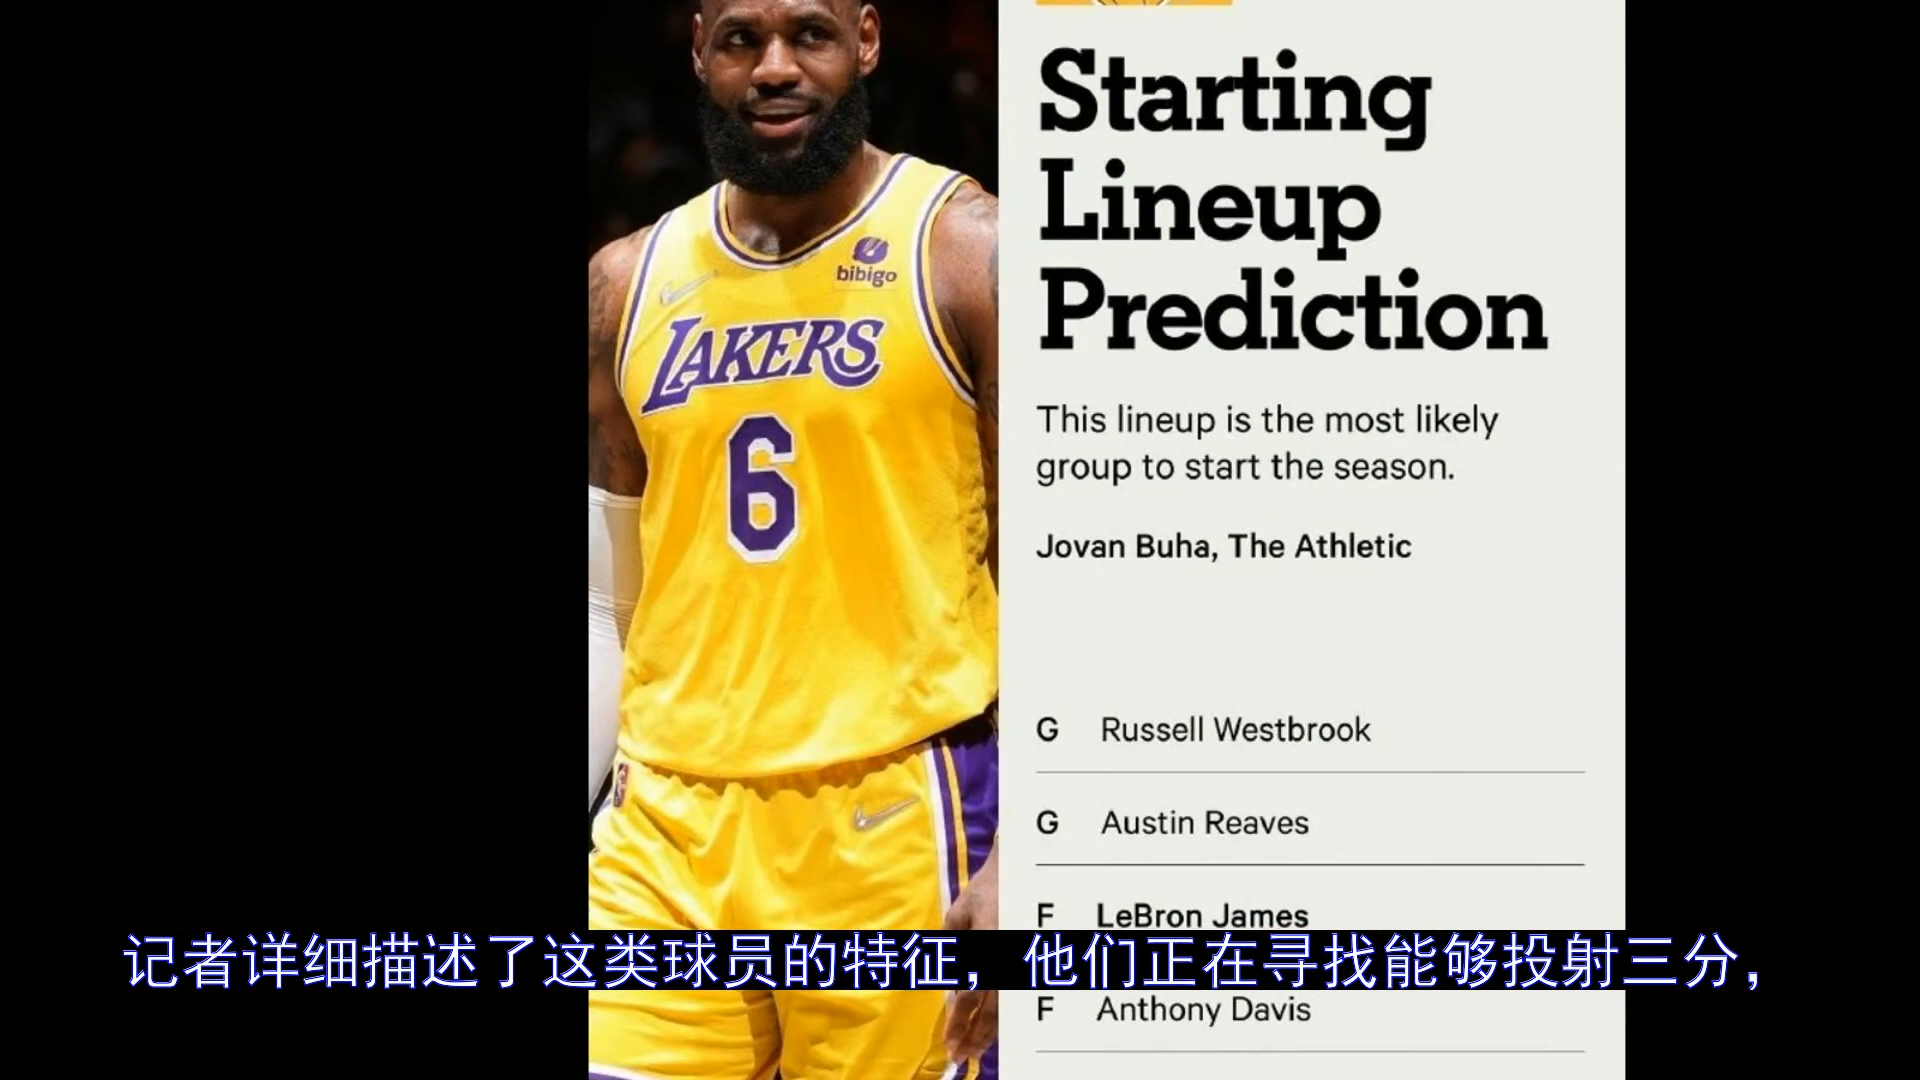 bibigo
LAKERS
6
Starting
Lineup
Prediction
This lineup is the most likely
group to start the season.
Jovan Buha, The Athletic
G Russell Westbrook
G Austin Reaves
F LeBron James
记者详细描述了这类球员的特征，他们正在寻找能够投射三分，
F Anthony Davis